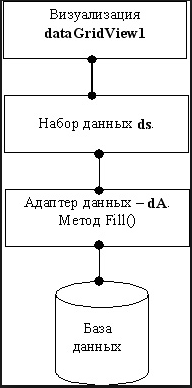 Визуализация
dataGridView1
Набор данных ds.
Адаптер данных – dA.
Метод Fill()
База
данных